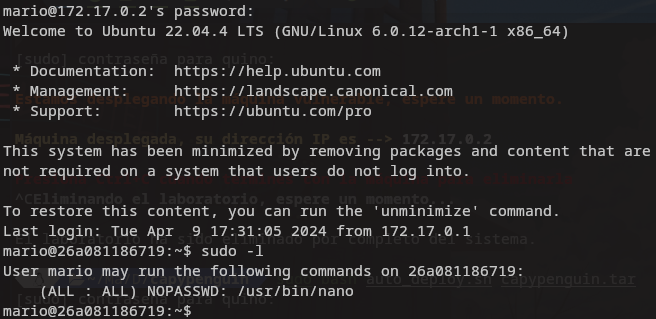 mario@172.17.0.2's password:
Welcome to Ubuntu 22.04.4 LTS (GNU/Linux 6.0.12-arch1-1 x86_64)
[sudo] contraseña para quino:
 * Documentation:  https://help.ubuntu.com
Estamos desplegando la máquina vulnerable, espere un momento.
 * Management:     https://landscape.canonical.com
 * Support:        https://ubuntu.com/pro
Máquina desplegada, su dirección IP es --> 172.17.0.2
This system has been minimized by removing packages and content that are
not required on a system that users do not log into.
^CEliminando el laboratorio, espere un momento...
To restore this content, you can run the 'unminimize' command.
Last login: Tue Apr  9 17:31:05 2024 from 172.17.0.1
El laboratorio ha sido eliminado por completo del sistema.
mario@26a081186719:~$ sudo -l
User mario may run the following commands on 26a081186719:
auto_deploy.sh capypenguin.tar
    (ALL : ALL) NOPASSWD: /usr/bin/nano
[sudo] contraseña para quino:
mario@26a081186719:~$